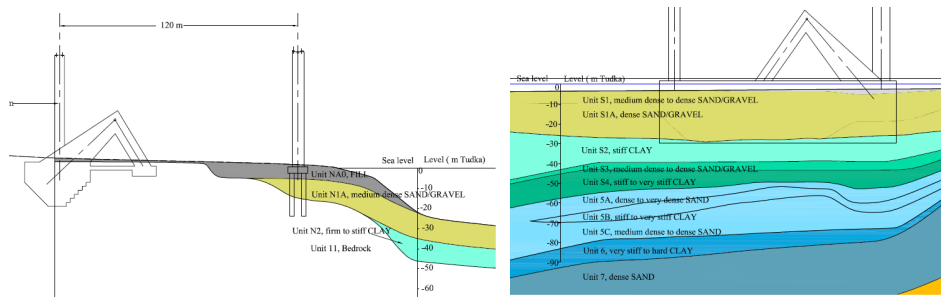 120 m
m
Sea level
Level ( m Tudka)
0
Unit NA0, FILL
-10
Unit N1A, medium dense SAND/GRAVEL
-20
Unit N2, firm to stiff CLAY
-30
Unit 11, Bedrock
-40
-50
-60
Sea level
Level ( m Tudka)
0
Unit S1, medium dense to dense SAND/GRAVEL
-10
Unit S1A, dense SAND/GRAVEL
-20
-30
Unit S2, stiff CLAY
-40
Unit S3, medium dense to dense SAND/GRAVEL
Unit S4, stiff to very stiff CLAY
-50
5A, dense to very dense SAND
-60
5B, stiff to very stiff CLAY
-70
5C, medium dense to dense SAND
-80
Unit 6, very stiff to hard CLAY
-90
Unit 7, dense SAND